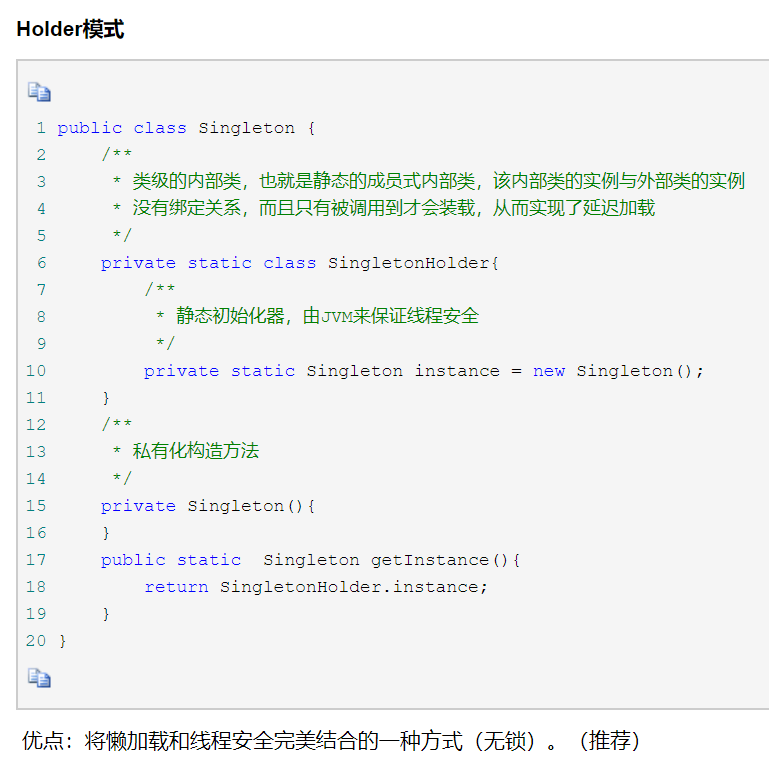 Holder模式
1 public class Singleton {
2     /**
3      * 类级的内部类，也就是静态的成员式内部类，该内部类的实例与外部类的实例
4      * 没有绑定关系，而且只有被调用到才会装载，从而实现了延迟加载
5      */
6     private static class SingletonHolder{
7         /**
8          * 静态初始化器，由JVM来保证线程安全
9          */
10         private static Singleton instance = new Singleton();
11     }
12     /**
13      * 私有化构造方法
14      */
15     private Singleton(){
16     }
17     public static  Singleton getInstance(){
18         return SingletonHolder.instance;
19     }
20 }
优点：将懒加载和线程安全完美结合的一种方式（无锁）。（推荐）